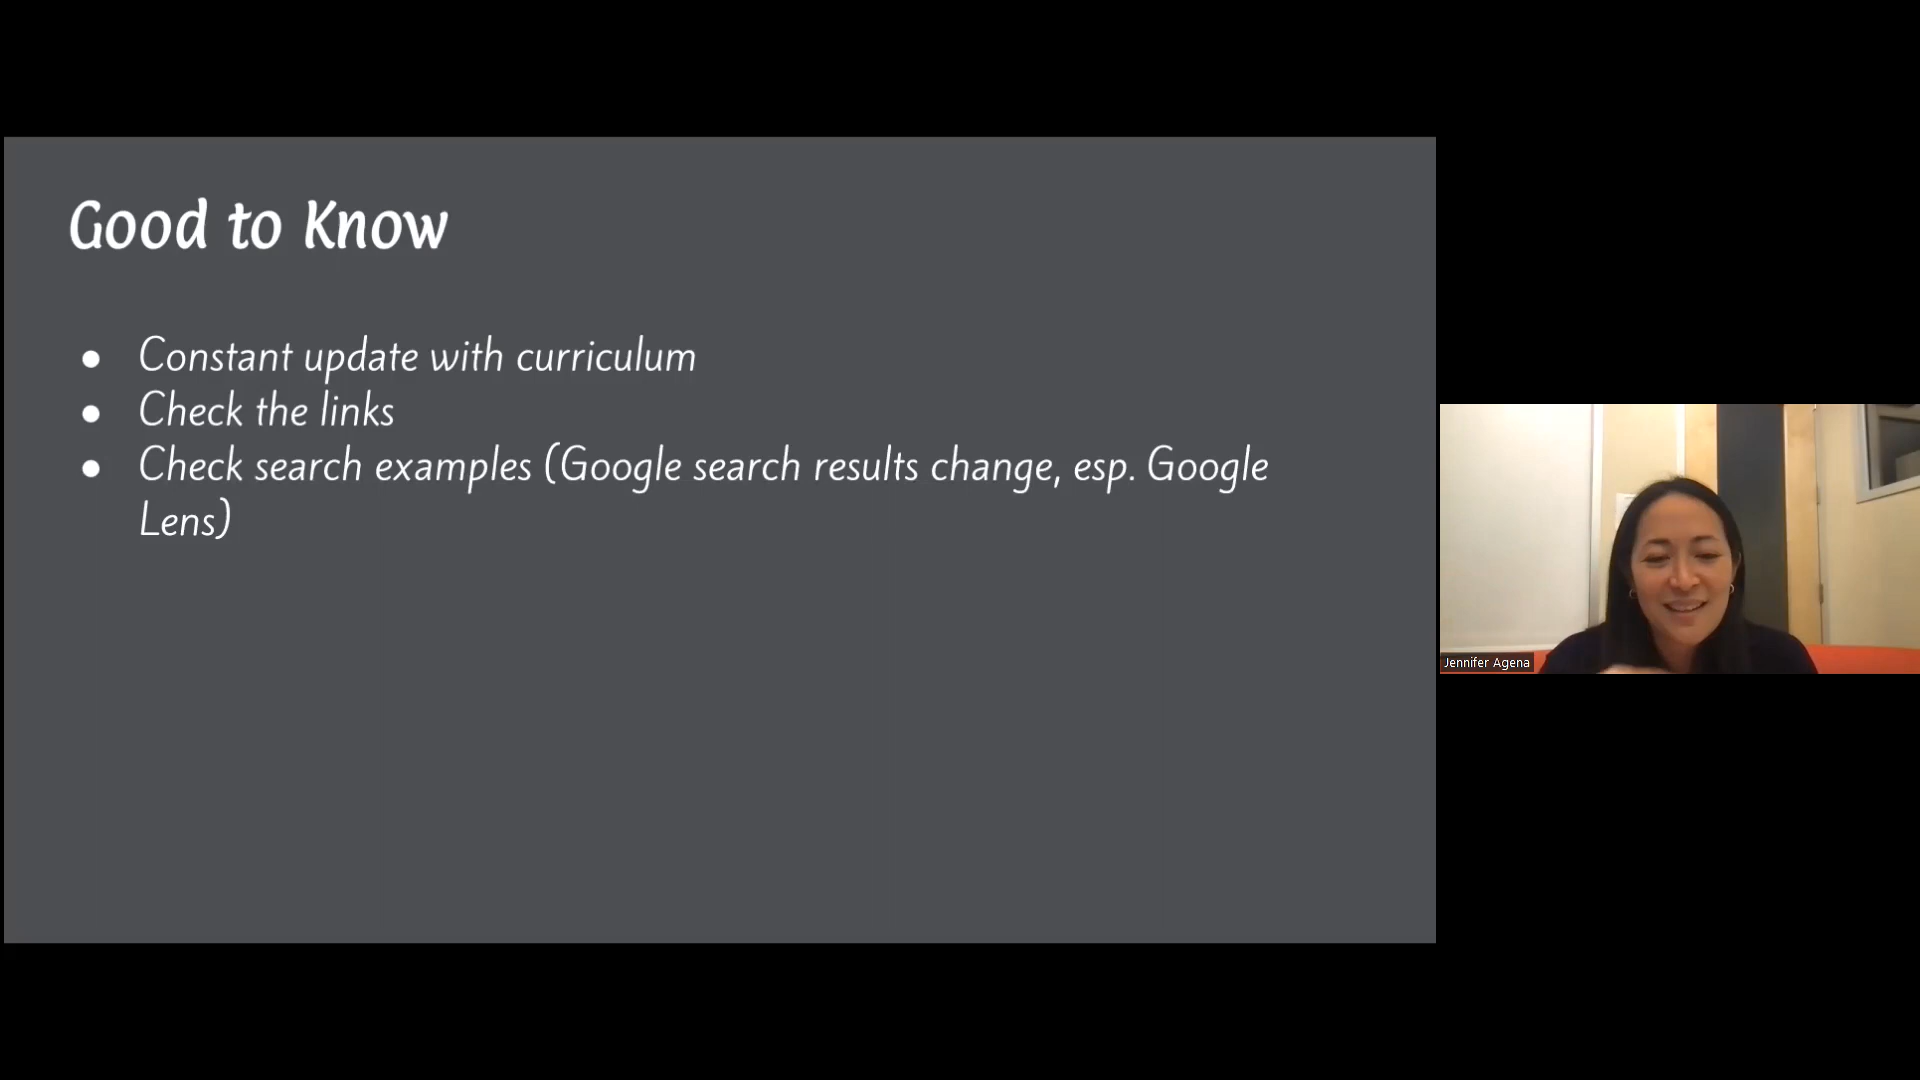 Good to Know
● Constant update with curriculum
● Check the links
● Check search examples (Google search results change, esp. Google
Lens)
Jennifer Agena